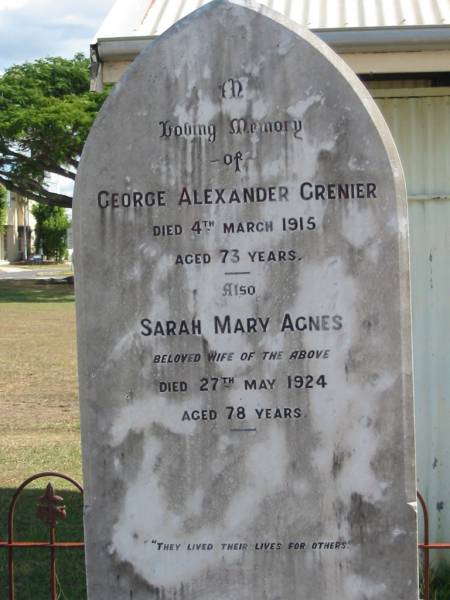 In
Loving Memory
-of-
GEORGE ALEXANDER GRENIER
DIED 4TH MARCH 1915
AGED 73 YEARS.
Also
SARAH MARY AGNES
BELOVED WIFE OF THE ABOVE
DIED 27TH MAY 1924
AGED 78 YEARS.
"THEY LIVED THEIR LIVES FOR OTHERS."